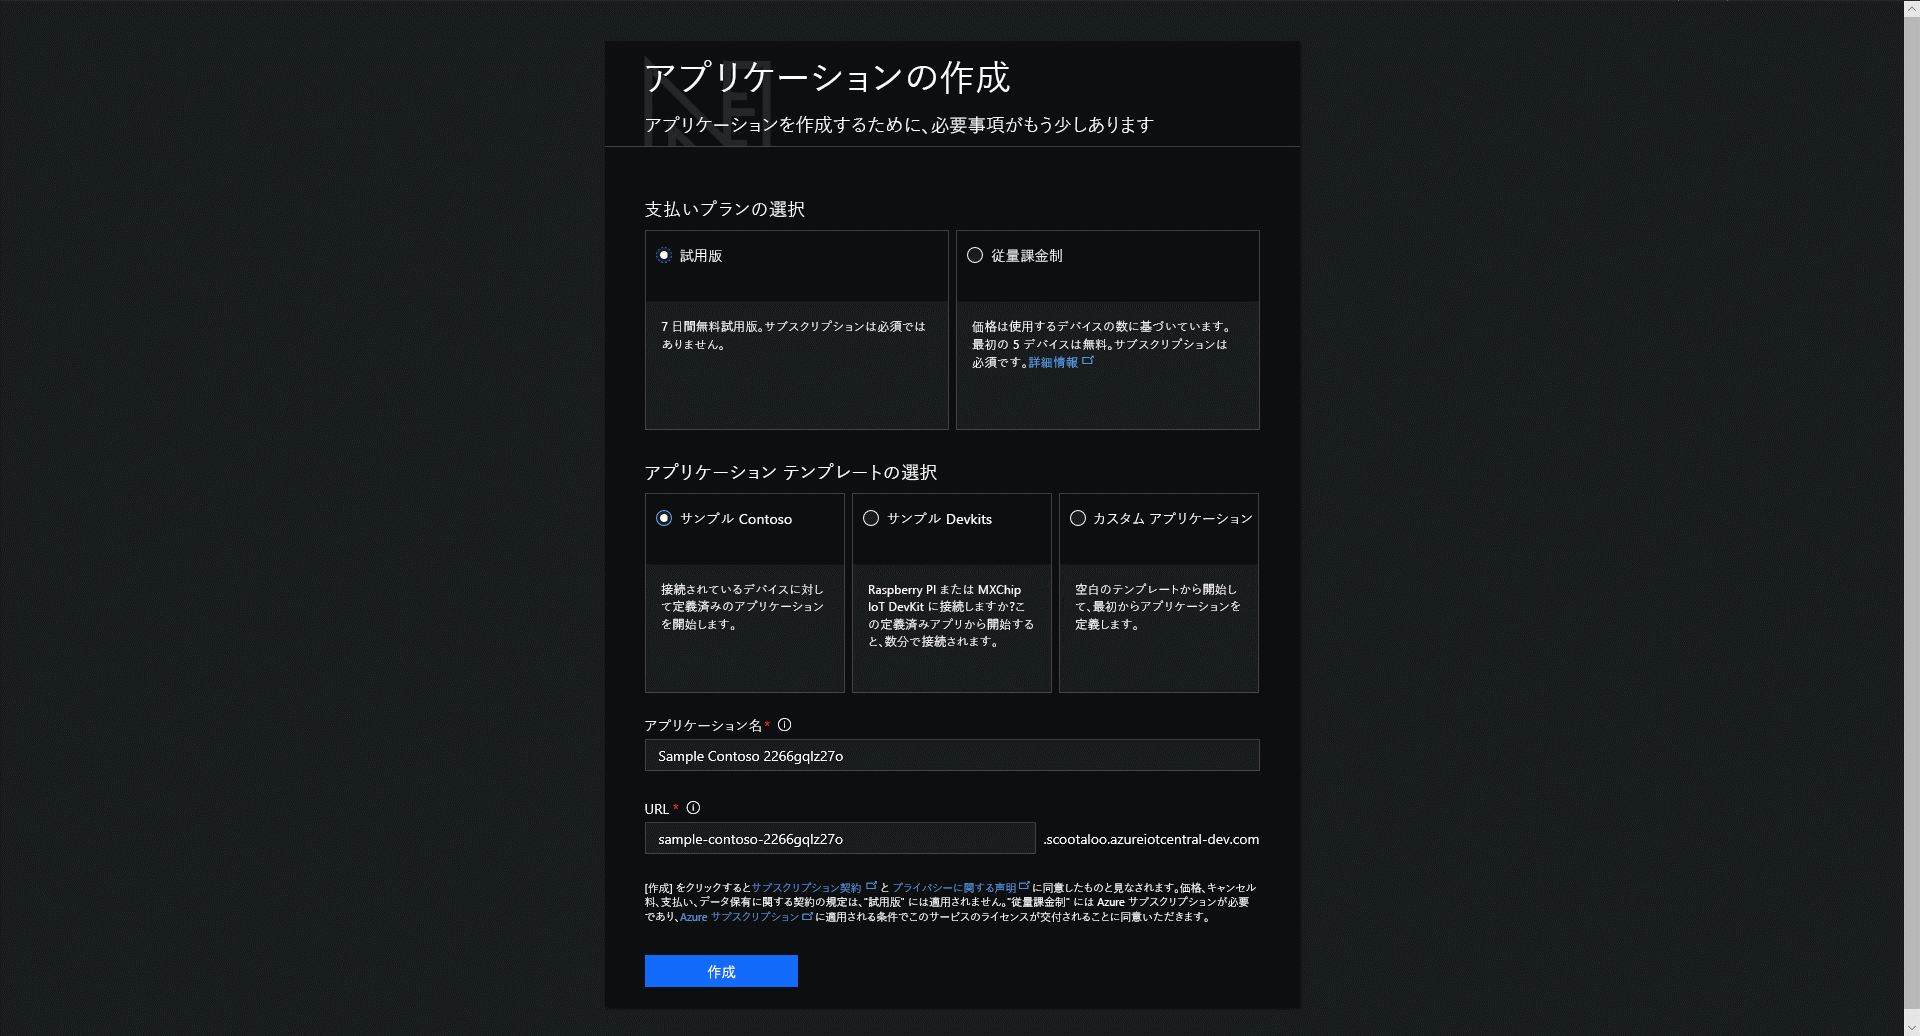 アプリケーションの作成
アプリケーションを作成するために、必要事項がもう少しあります
支払いプランの選択
試用版
7 日間無料試用版。サブスクリプションは必須では
ありません。
従量課金制
価格は使用するデバイスの数に基づいています。
最初の 5 デバイスは無料。サブスクリプションは
必須です。詳細情報
アプリケーション テンプレートの選択
サンプル Contoso
接続されているデバイスに対し
て定義済みのアプリケーション
を開始します。
サンプル Devkits
Raspberry PI または MXChip
IoT DevKit に接続しますか?こ
の定義済みアプリから開始する
と、数分で接続されます。
カスタム アプリケーション
空白のテンプレートから開始し
て、最初からアプリケーションを
定義します。
アプリケーション名 *
Sample Contoso 2266gqlz27o
URL *
sample-contoso-2266gqlz27o
.scootaloo.azureiotcentral-dev.com
[作成] をクリックするとサブスクリプション契約 と プライバシーに関する声明 に同意したものと見なされます。価格、キャンセル
料、支払い、データ保有に関する契約の規定は、"試用版" には適用されません。"従量課金制" には Azure サブスクリプションが必要
であり、Azure サブスクリプション に適用される条件でこのサービスのライセンスが交付されることに同意いただきます。
作成